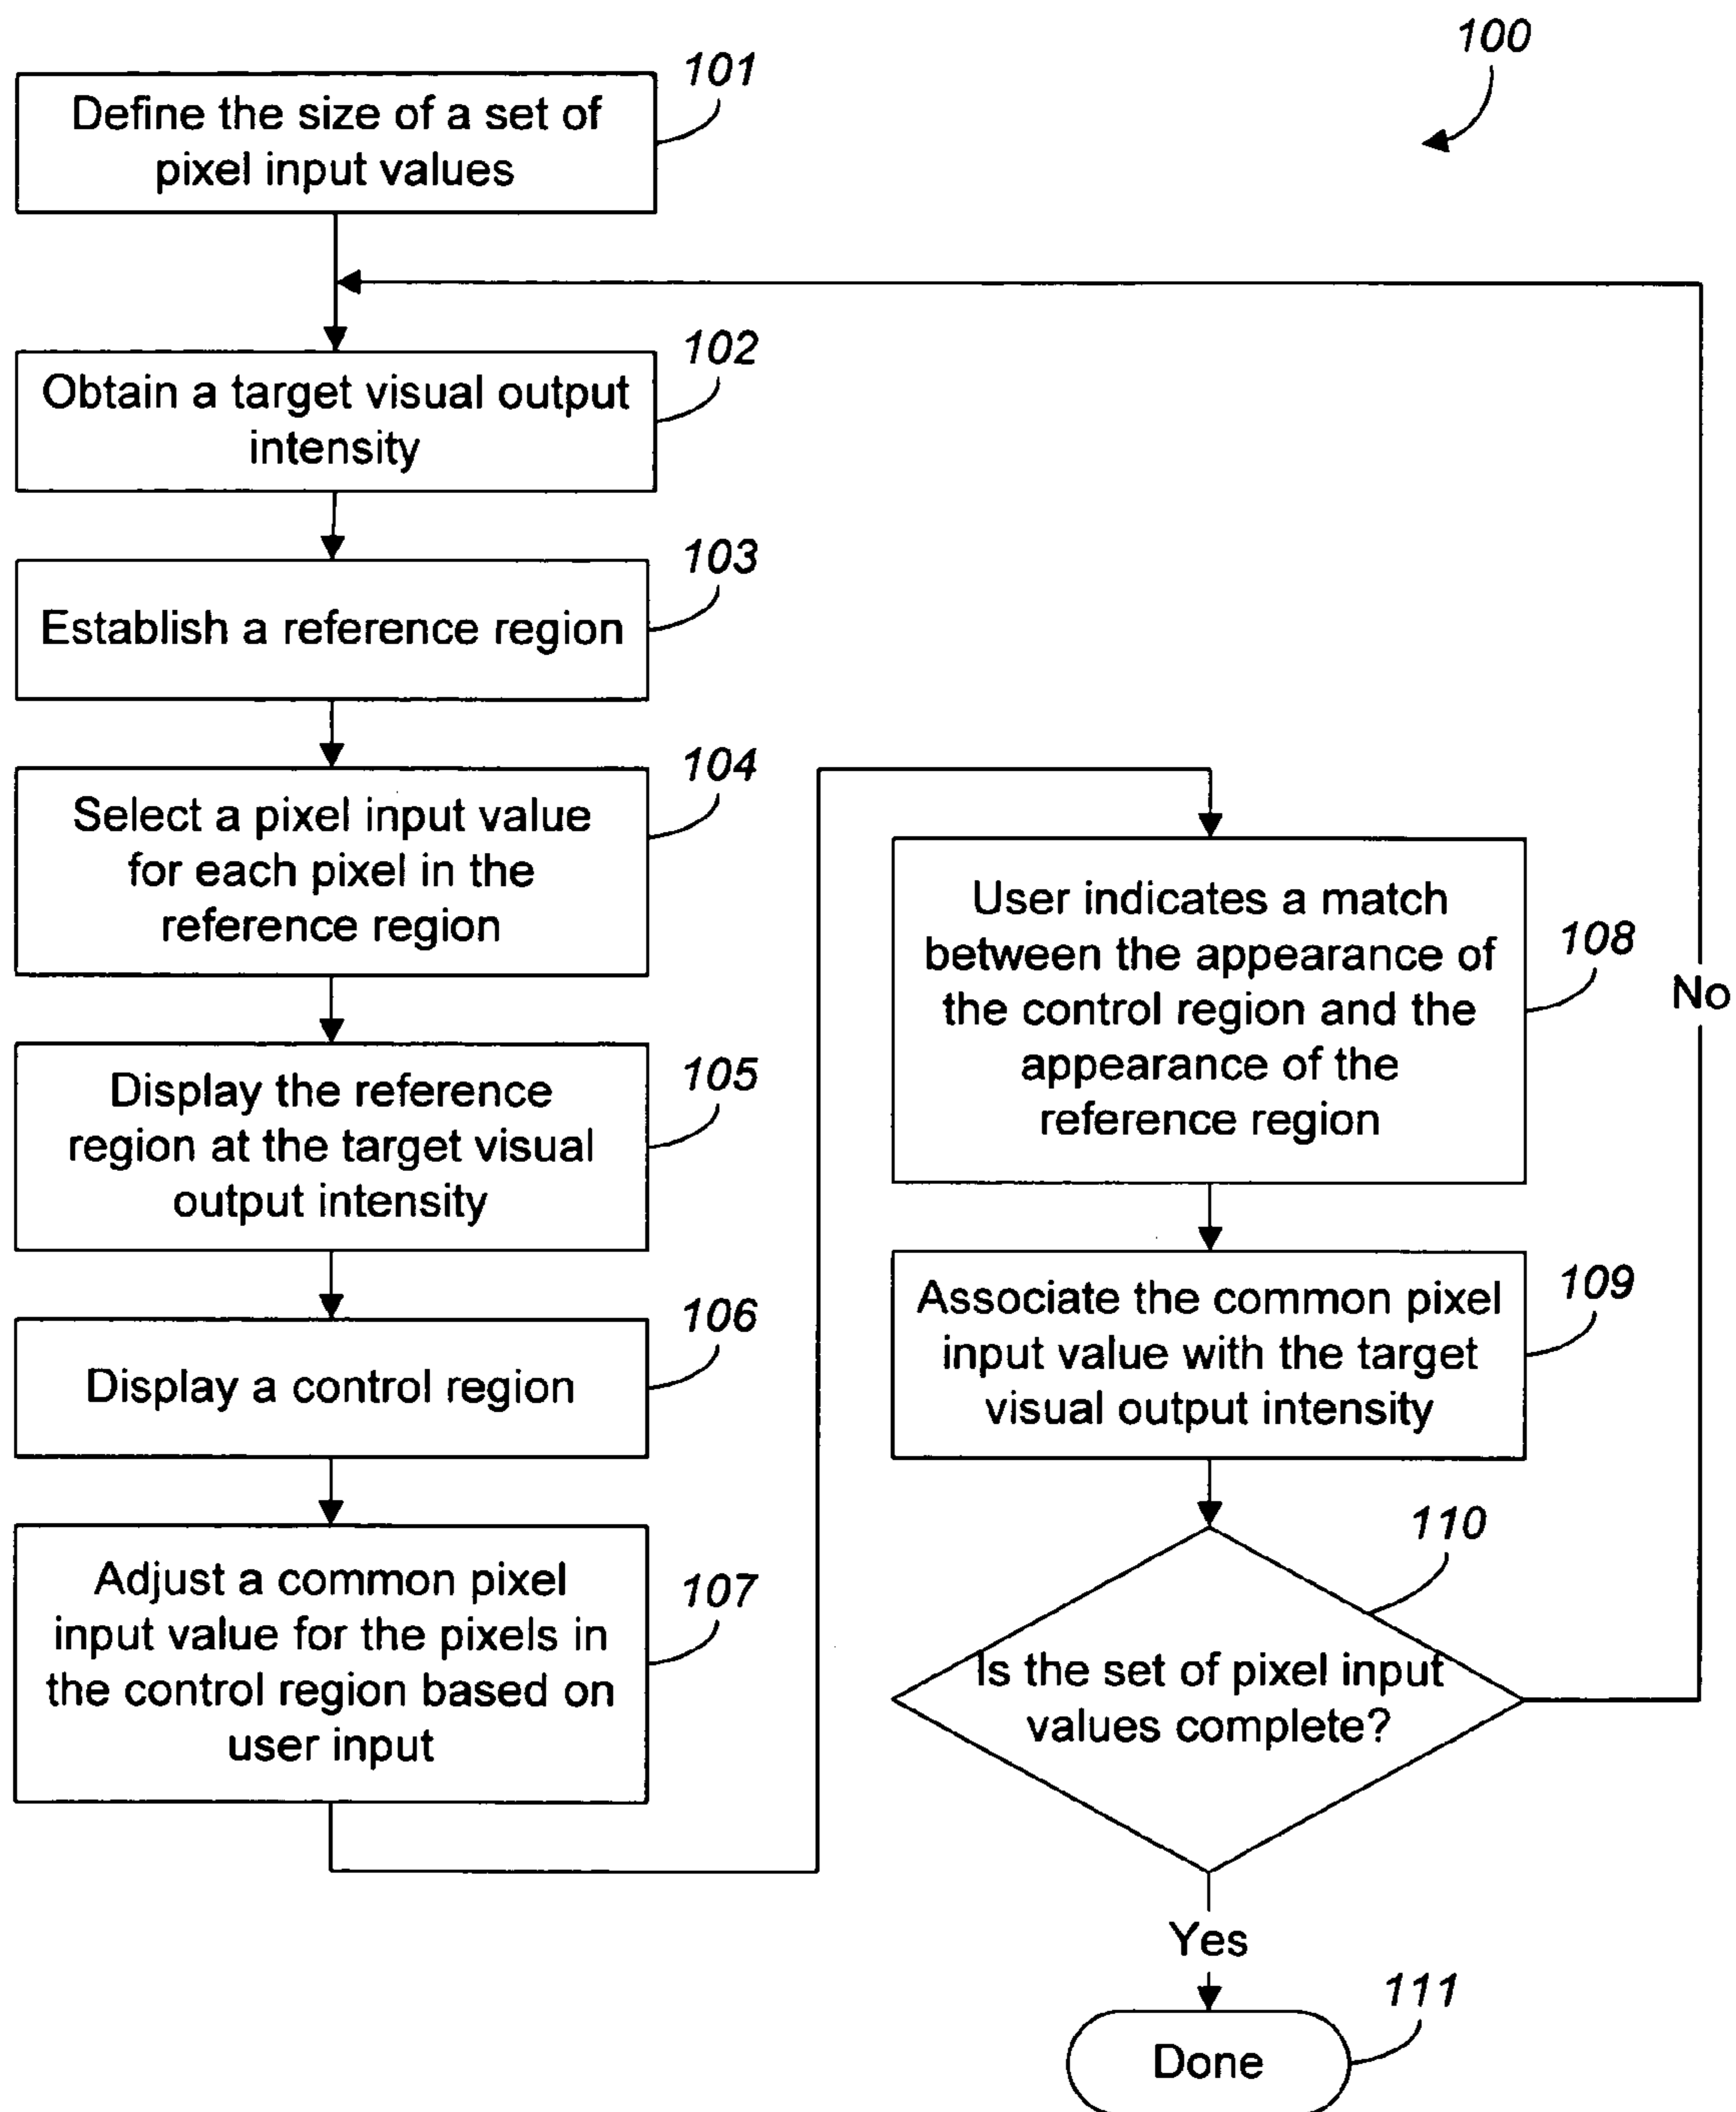 100
101
Define the size of a set of
pixel input values
102
Obtain a target visual output
intensity
103
Establish a reference region
104
Select a pixel input value
for each pixel in the
reference region
105
Display the reference
region at the target visual
output intensity
106
Display a control region
107
Adjust a common pixel
input value for the pixels in
the control region based on
user input
108
User indicates a match
between the appearance of
the control region and the
appearance of the
reference region
109
Associate the common pixel
input value with the target
visual output intensity
110
Is the set of pixel input
values complete?
No
Yes
111
Done